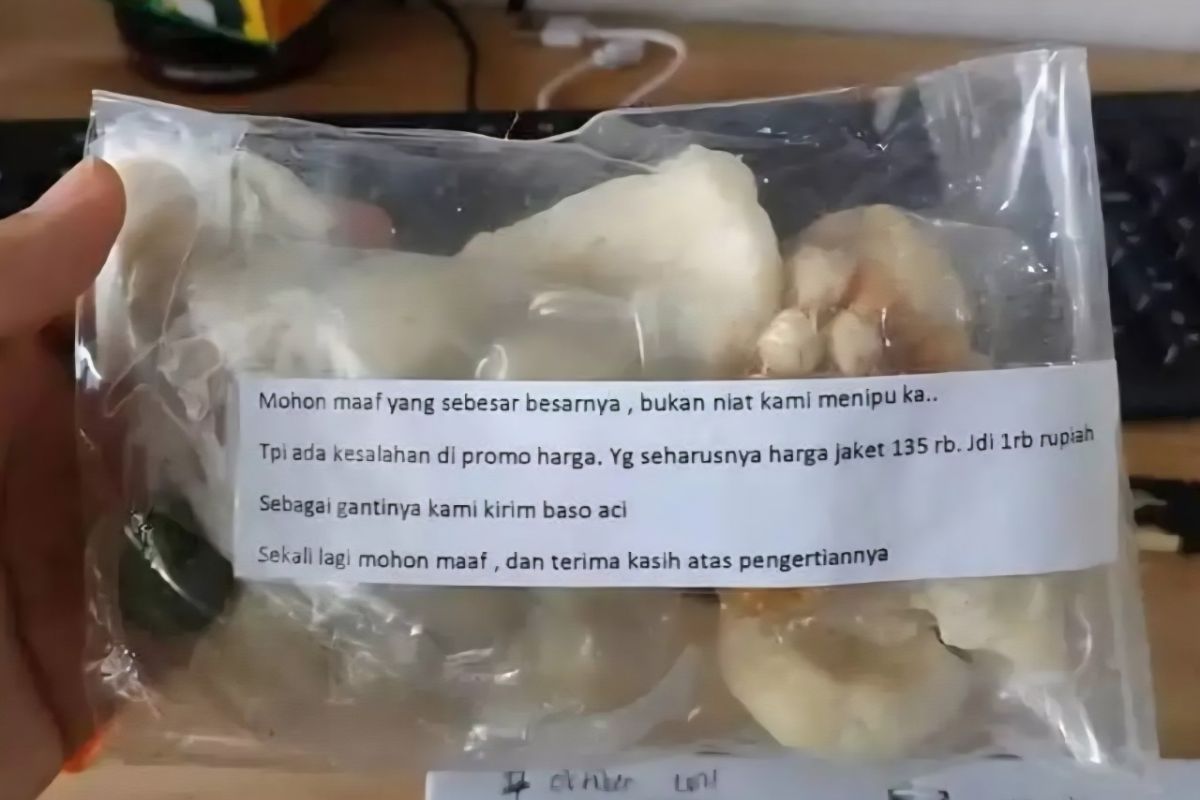 Mohon maaf yang sebesar besarnya , bukan niat kami menipu ka..
Tpi ada kesalahan di promo harga. Yg seharusnya harga jaket 135 rb. Jdi 1rb rupiah
Sebagai gantinya kami kirim baso aci
Sekali lagi mohon maaf , dan terima kasih atas pengertiannya